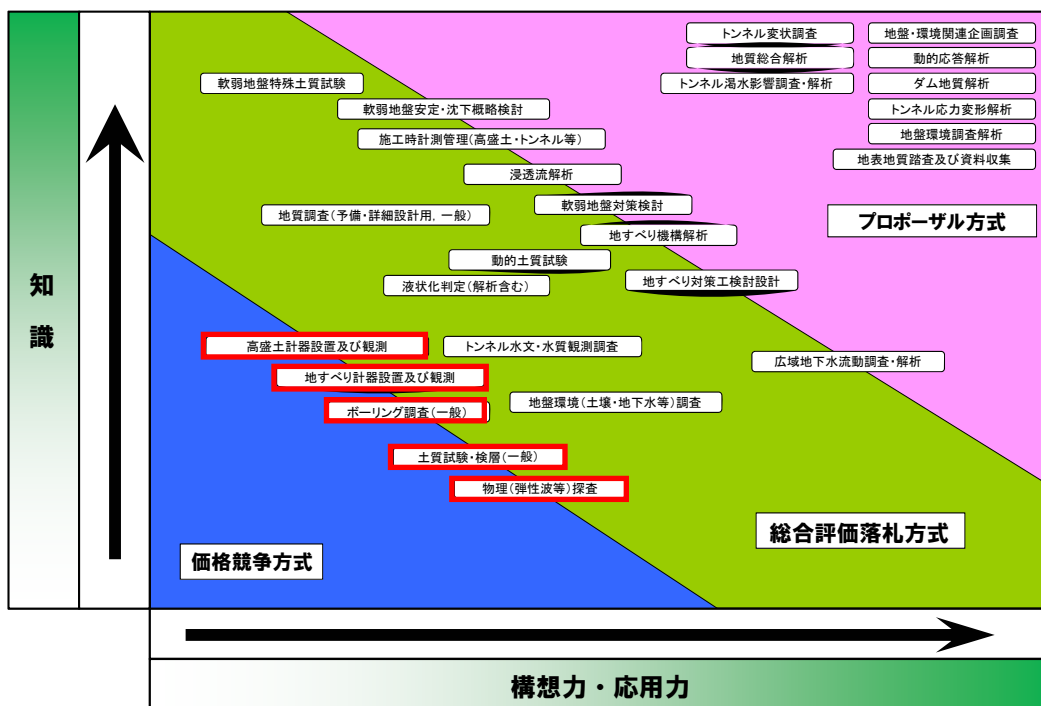 トンネル変状調査
地盤・環境関連企画調査
地質総合解析
動的応答解析
軟弱地盤特殊土質試験
トンネル渇水影響調査・解析
ダム地質解析
軟弱地盤安定・沈下概略検討
トンネル応力変形解析
施工時計測管理(高盛土・トンネル等)
地盤環境調査解析
地表地質踏査及び資料収集
浸透流解析
軟弱地盤対策検討
地質調査(予備・詳細設計用, 一般)
プロポーザル方式
地すべり機構解析
動的土質試験
液状化判定(解析含む)
地すべり対策工検討設計
知
識
高盛土計器設置及び観測
トンネル水文・水質観測調査
広域地下水流動調査・解析
地すべり計器設置及び観測
ボーリング調査(一般)
地盤環境(土壌・地下水等)調査
土質試験・検層(一般)
物理(弾性波等)探査
総合評価落札方式
価格競争方式
構想力・応用力